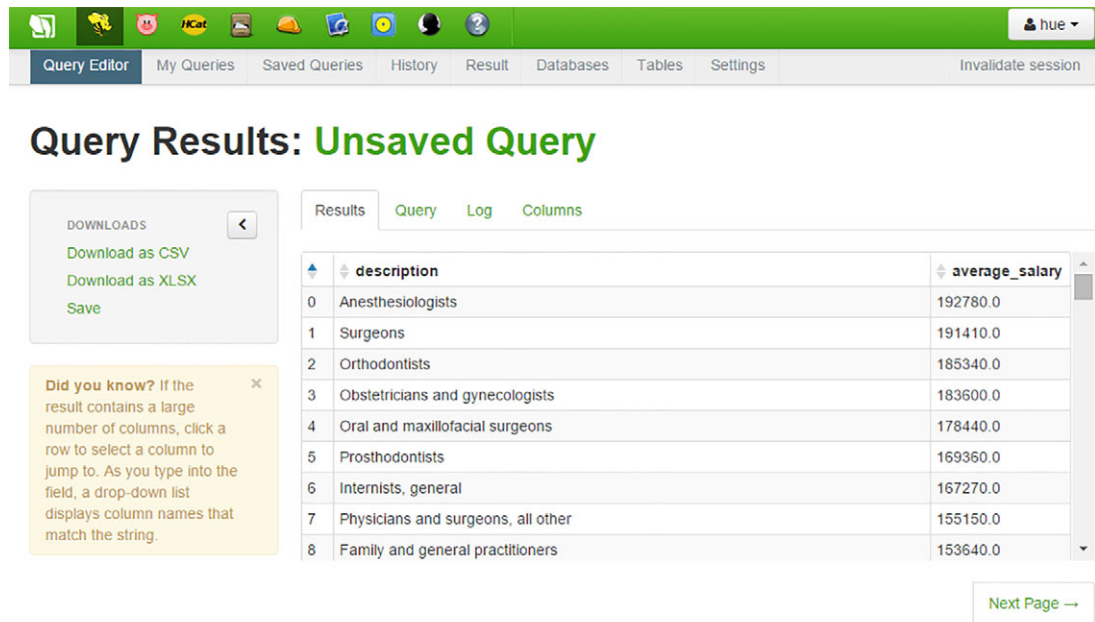 HCat
?
hue
Query Editor My Queries Saved Queries History Result Databases Tables Settings Invalidate session
Query Results: Unsaved Query
DOWNLOADS
Download as CSV
Download as XLSX
Save
Did you know? If the
result contains a large
number of columns, click a
row to select a column to
jump to. As you type into the
field, a drop-down list
displays column names that
match the string.
Results Query Log Columns
description average_salary
0 Anesthesiologists 192780.0
1 Surgeons 191410.0
2 Orthodontists 185340.0
3 Obstetricians and gynecologists 183600.0
4 Oral and maxillofacial surgeons 178440.0
5 Prosthodontists 169360.0
6 Internists, general 167270.0
7 Physicians and surgeons, all other 155150.0
8 Family and general practitioners 153640.0
Next Page →